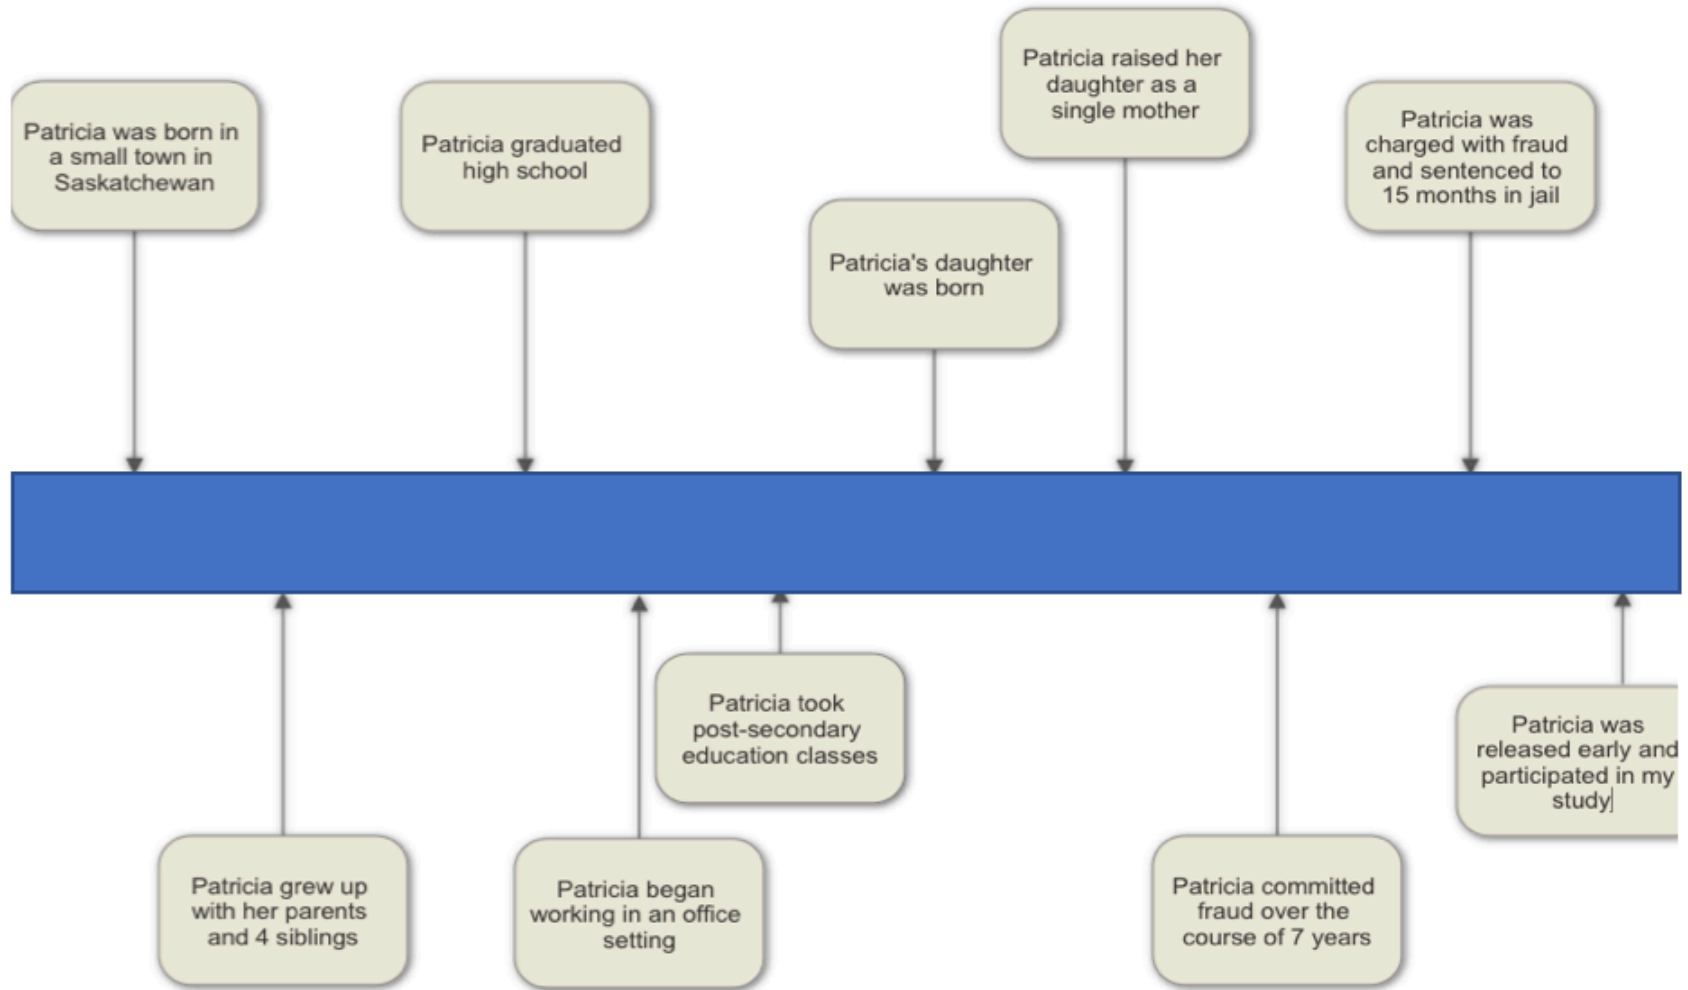 Patricia was born in
a small town in
Saskatchewan
Patricia grew up
with her parents
and 4 siblings
Patricia graduated
high school
Patricia began
working in an office
setting
Patricia took
post-secondary
education classes
Patricia's daughter
was born
Patricia raised her
daughter as a
single mother
Patricia committed
fraud over the
course of 7 years
Patricia was
charged with fraud
and sentenced to
15 months in jail
Patricia was
released early and
participated in my
study